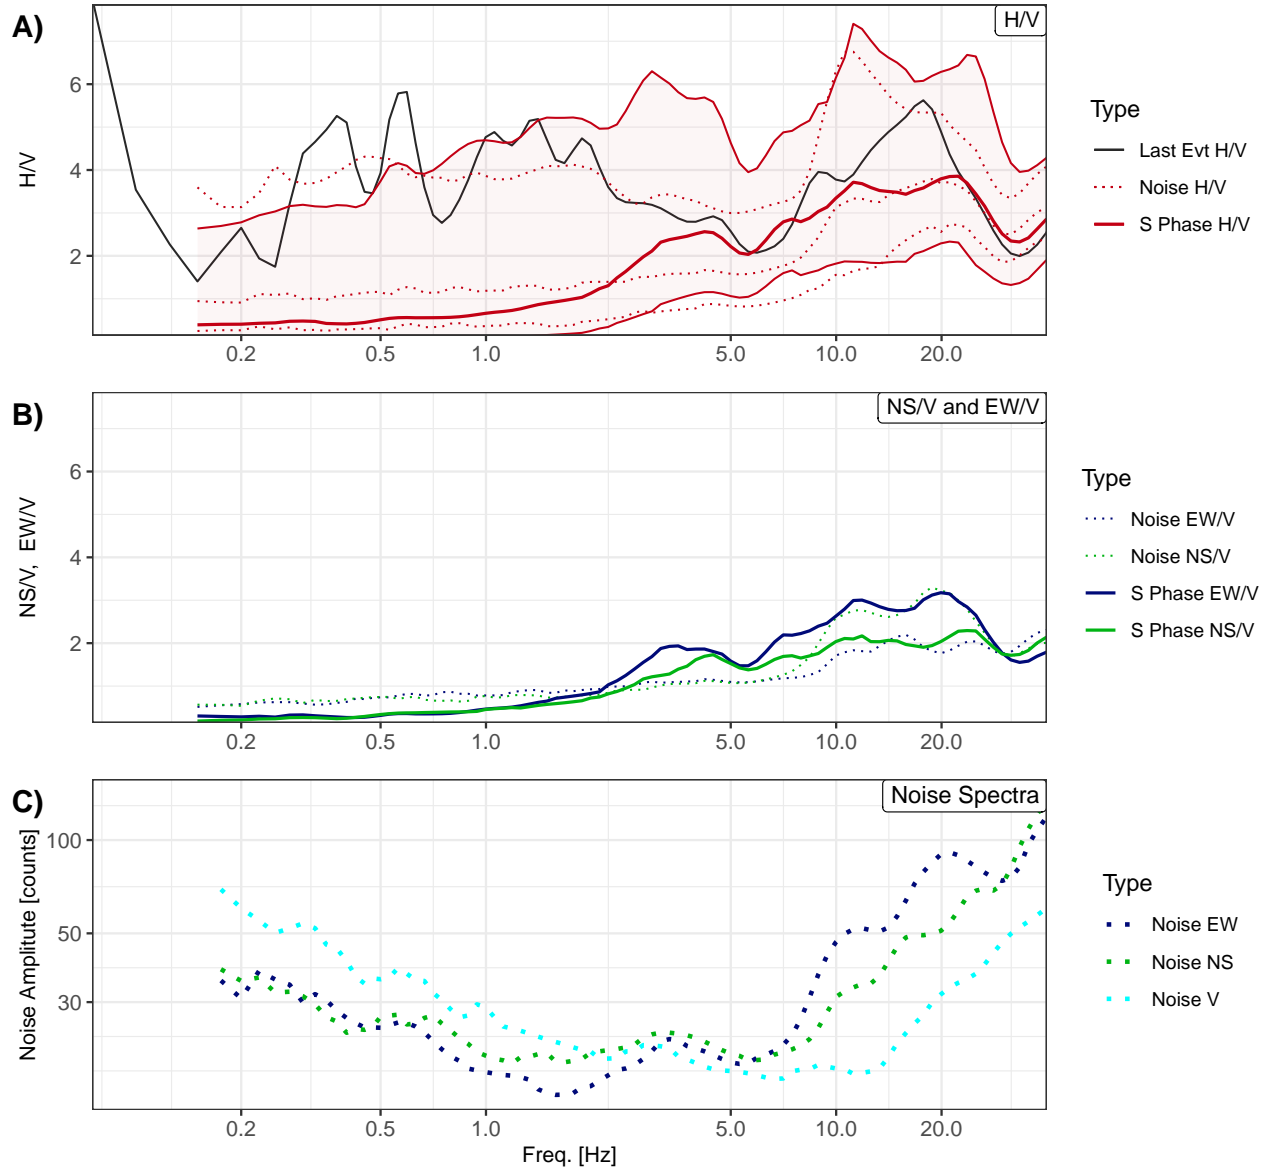 A)
H/V
6
4
2
H/V
0.2 0.5 1.0 5.0 10.0 20.0
Type
Last Evt H/V
Noise H/V
S Phase H/V
B)
NS/V and EW/V
6
4
2
NS/V, EW/V
0.2 0.5 1.0 5.0 10.0 20.0
Type
Noise EW/V
Noise NS/V
S Phase EW/V
S Phase NS/V
C)
Noise Spectra
100
50
30
Noise Amplitute [counts]
0.2 0.5 1.0 5.0 10.0 20.0
Freq. [Hz]
Type
Noise EW
Noise NS
Noise V